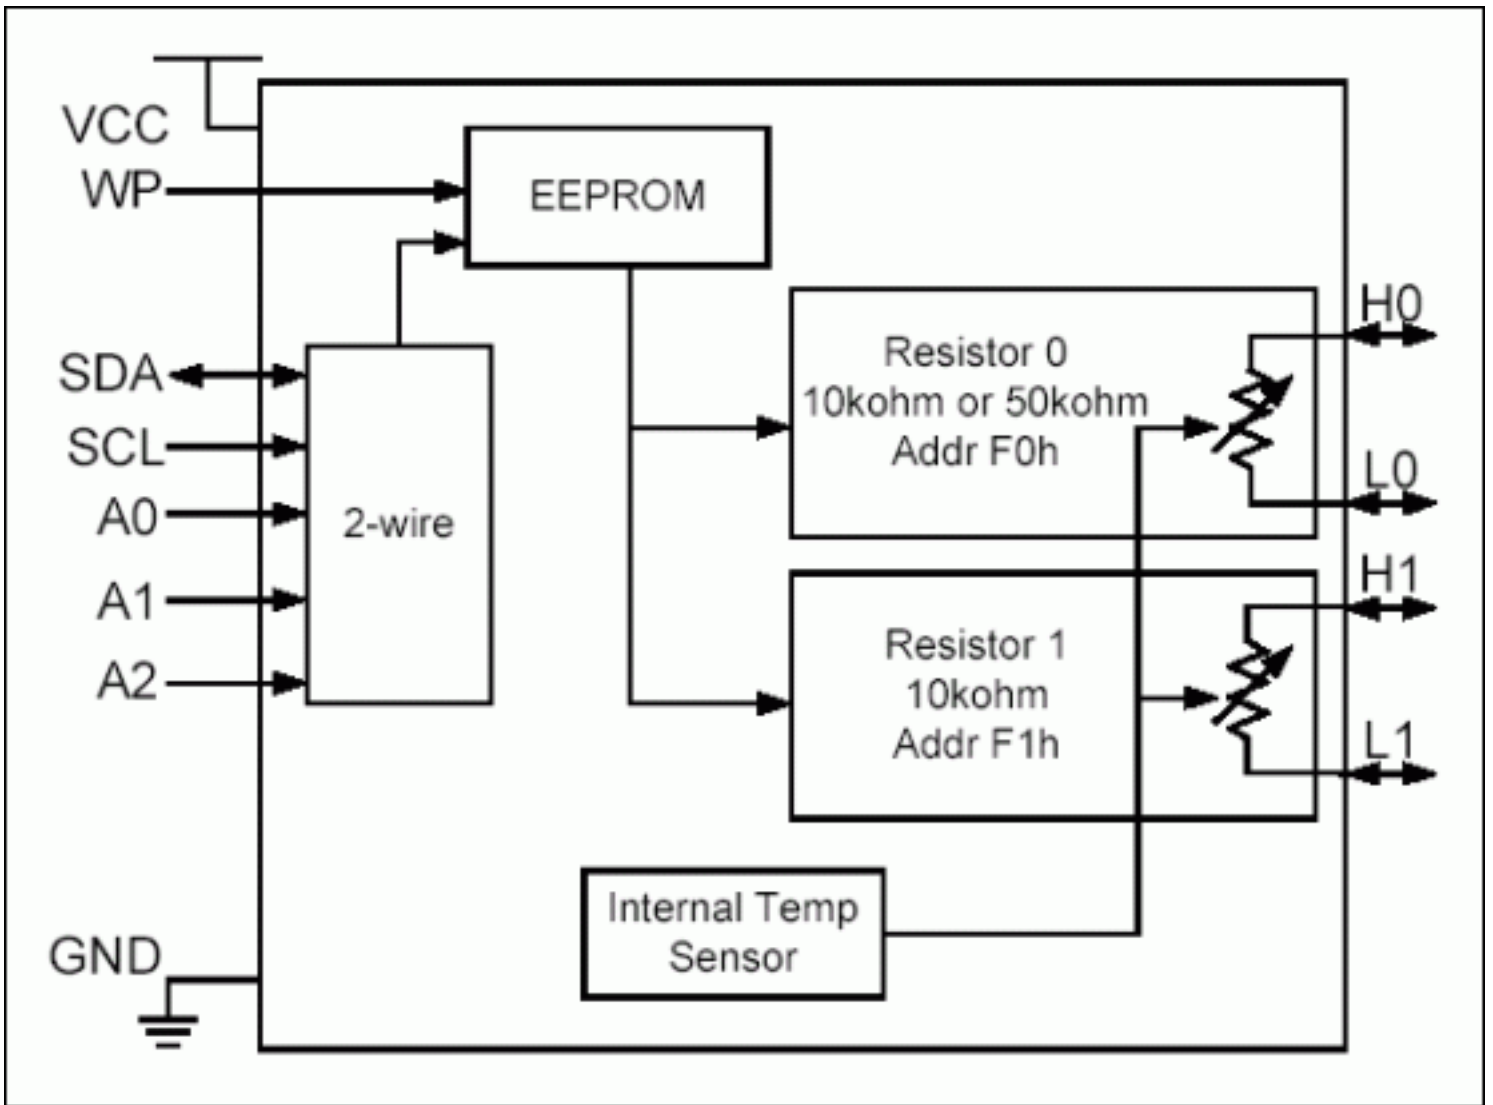 VCC
WP
EEPROM
SDA
SCL
A0
A1
A2
2-wire
Resistor 0
10kohm or 50kohm
Addr F0h
H0
L0
Resistor 1
10kohm
Addr F1h
H1
L1
Internal Temp
Sensor
GND